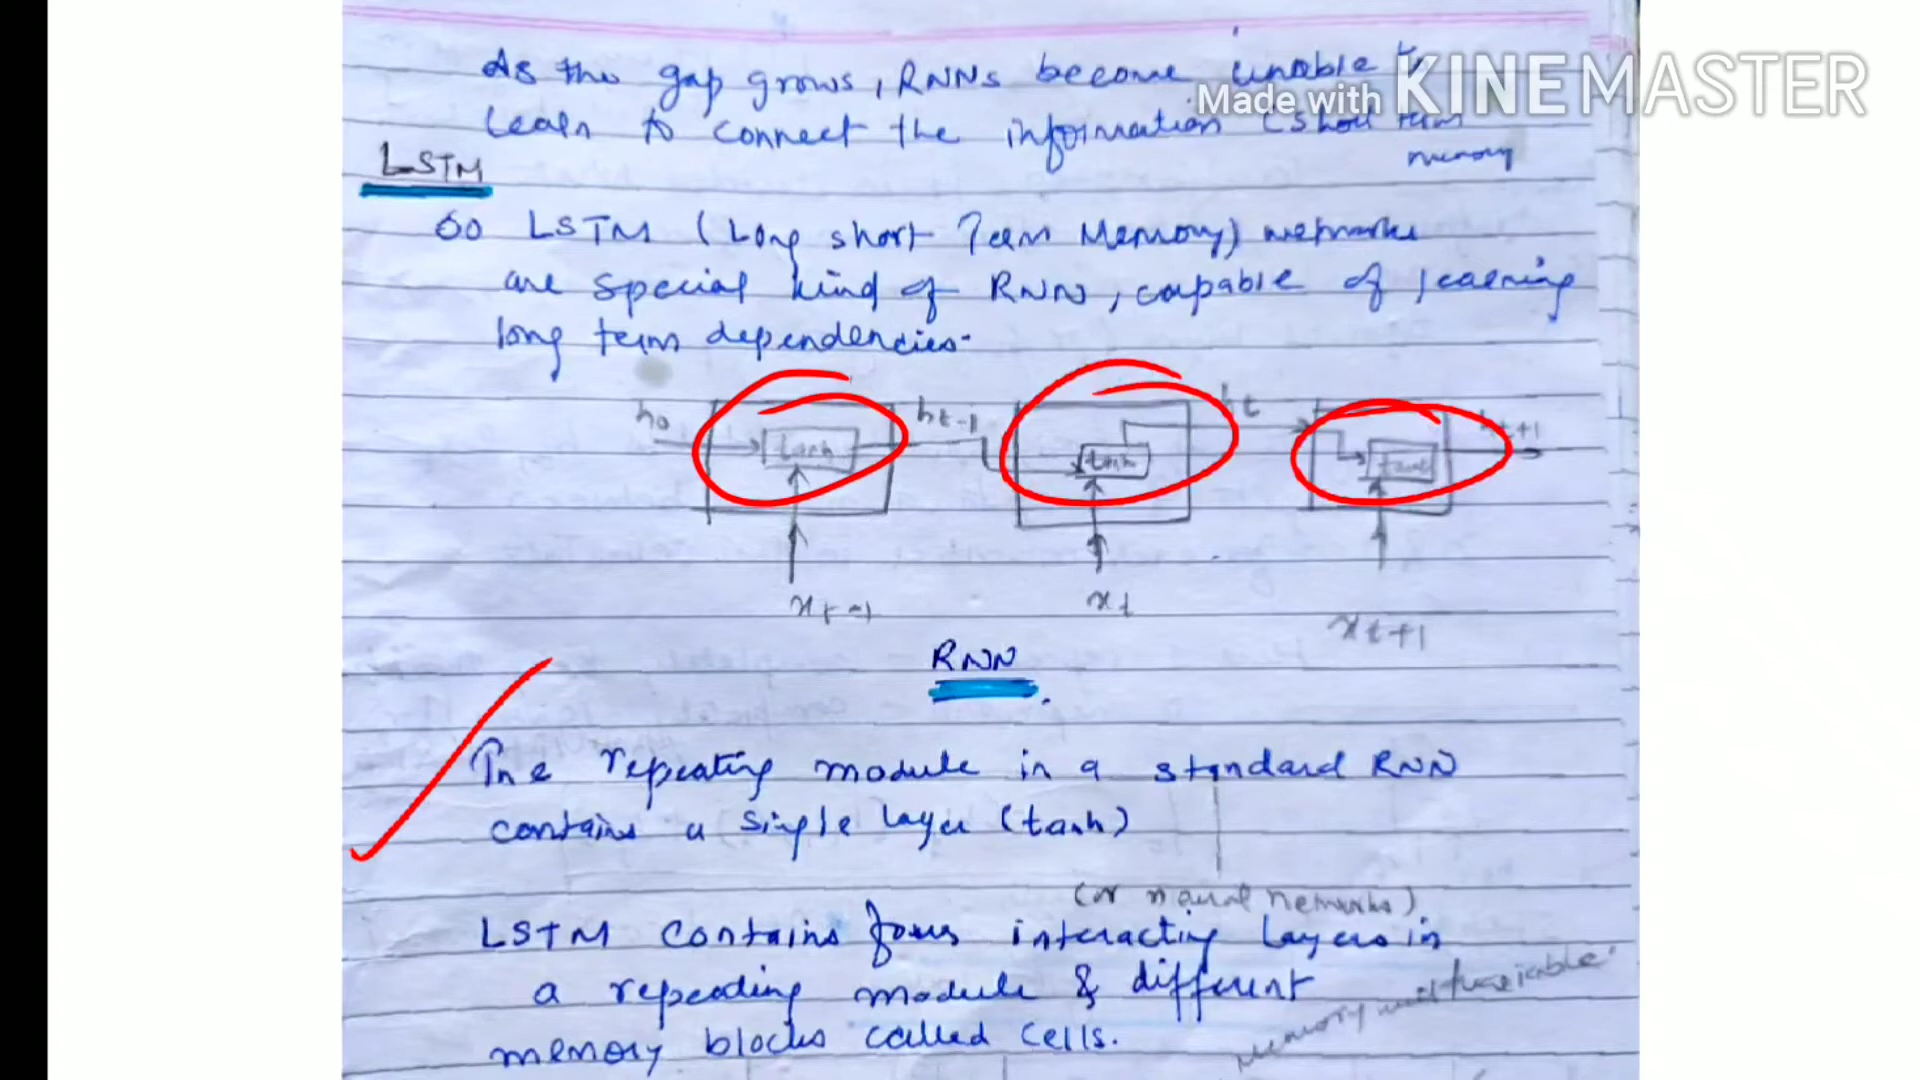 As the gap grows, RNNs become unable to
Made with KINEMASTER
learn to connect the information (short term
memory
LSTM
So LSTM (Long short Term Memory) networks
are special kind of RNN, capable of learning
long term dependencies.
h0 ht-1 ht ht+1
tanh tanh tanh
xt-1 xt xt+1
RNN
The repeating module in a standard RNN
contains a single layer (tanh)
(or neural networks)
LSTM contains four interacting layers in
a repeating module & different
memory blocks called cells.
memory